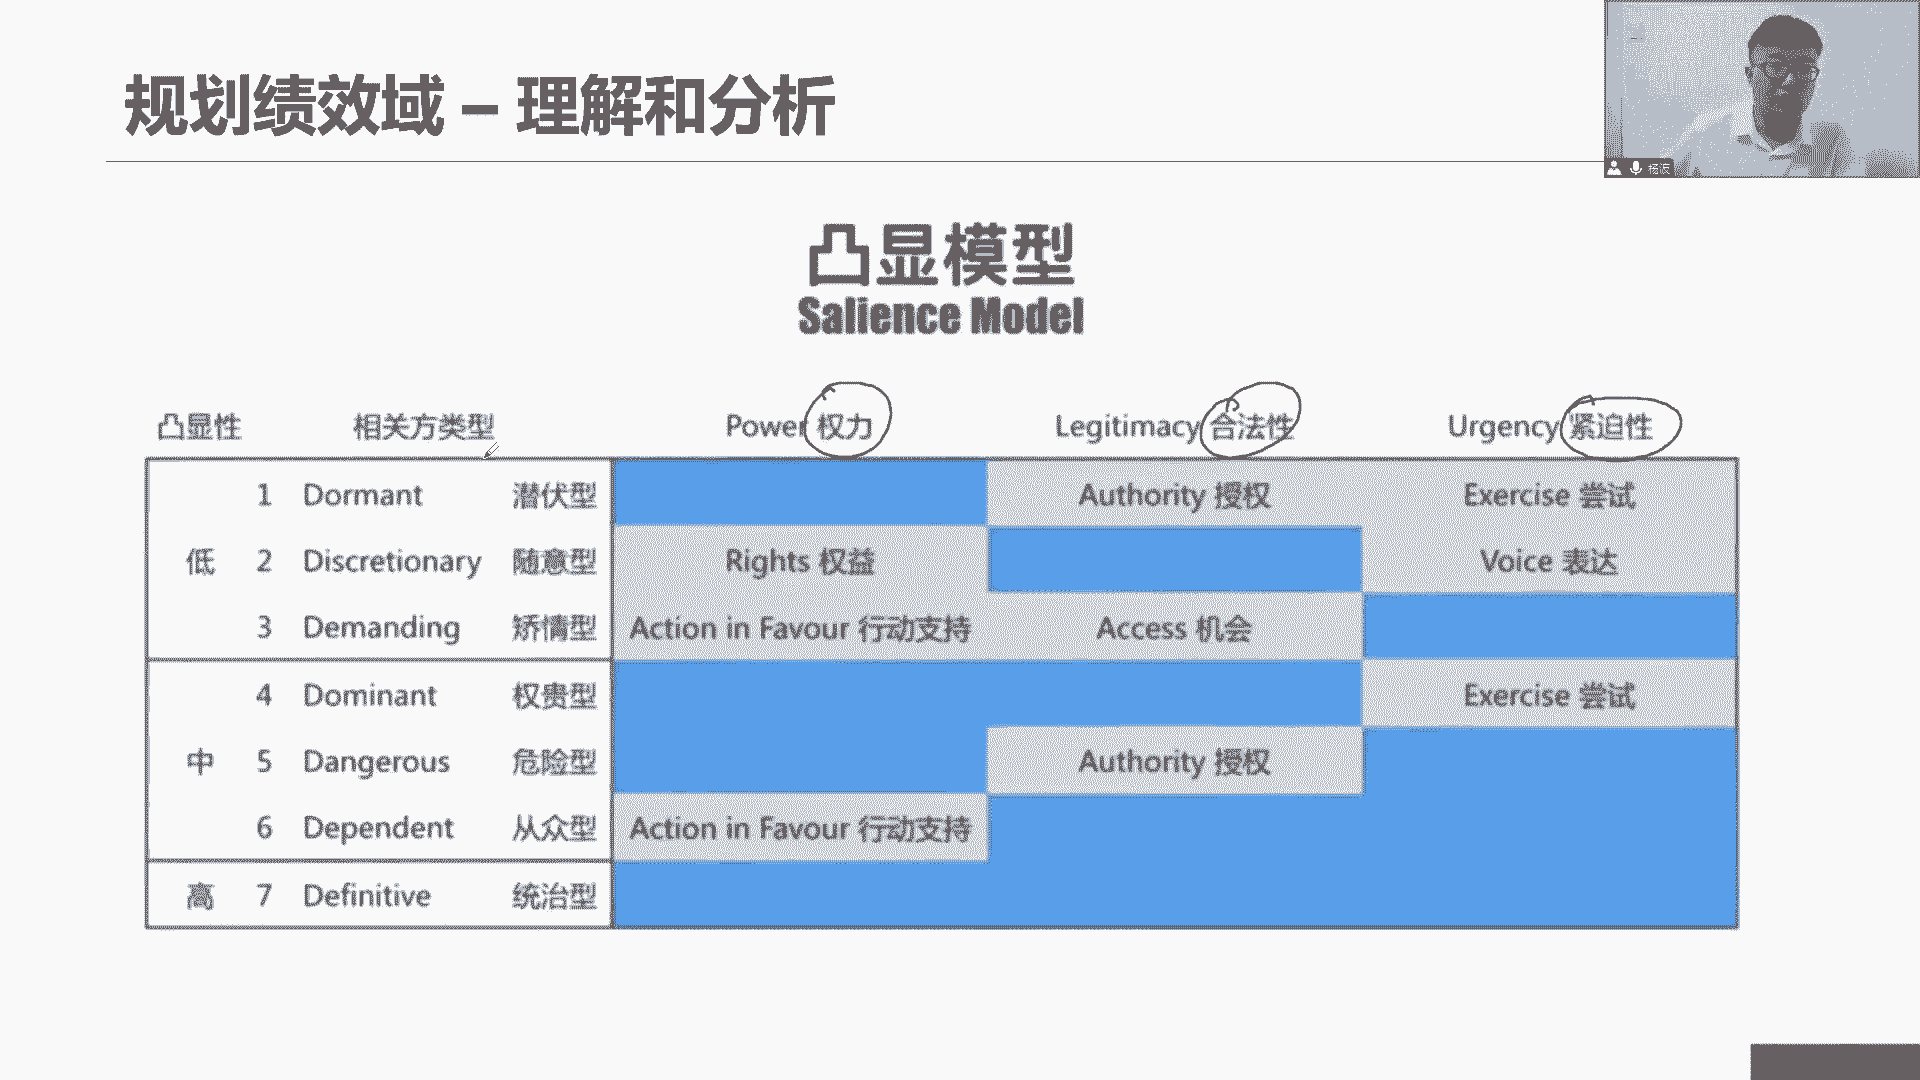 规划绩效域 – 理解和分析
杨波
凸显模型
Salience Model
凸显性 相关方类型 Power 权力 Legitimacy 合法性 Urgency 紧迫性
1 Dormant 潜伏型 Authority 授权 Exercise 尝试
低 2 Discretionary 随意型 Rights 权益 Voice 表达
3 Demanding 矫情型 Action in Favour 行动支持 Access 机会
4 Dominant 权贵型 Exercise 尝试
中 5 Dangerous 危险型 Authority 授权
6 Dependent 从众型 Action in Favour 行动支持
高 7 Definitive 统治型